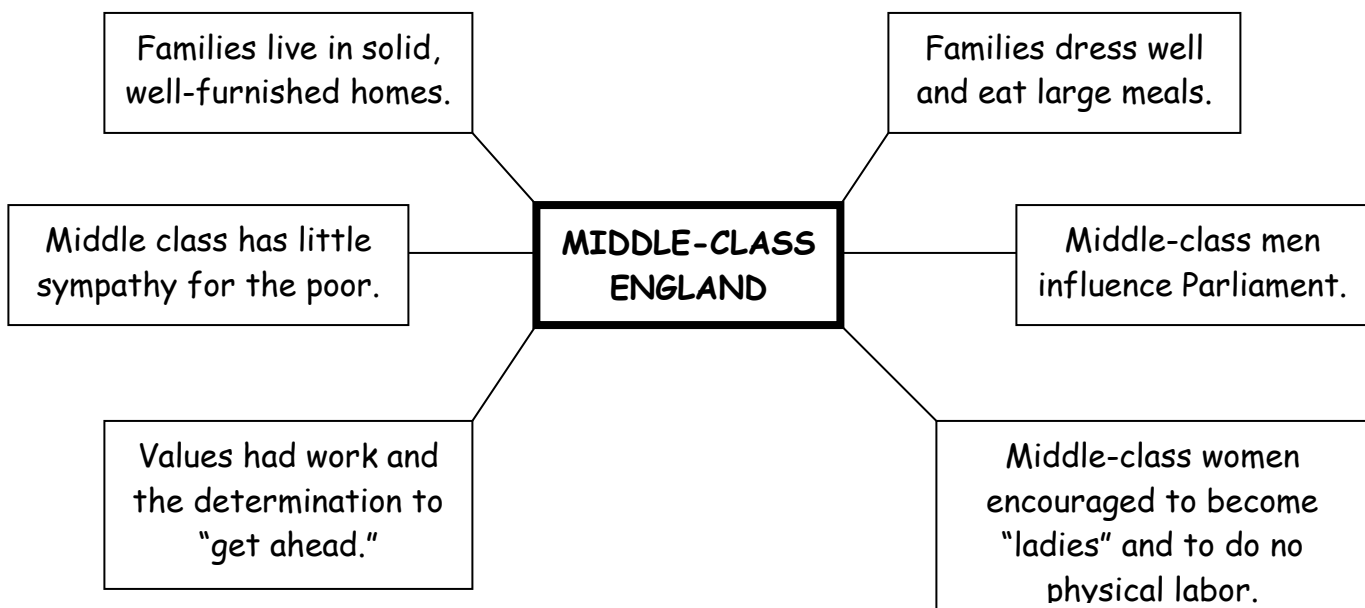 Families live in solid,
well-furnished homes.
Families dress well
and eat large meals.
Middle class has little
sympathy for the poor.
MIDDLE-CLASS
ENGLAND
Middle-class men
influence Parliament.
Values had work and
the determination to
“get ahead.”
Middle-class women
encouraged to become
“ladies” and to do no
physical labor.